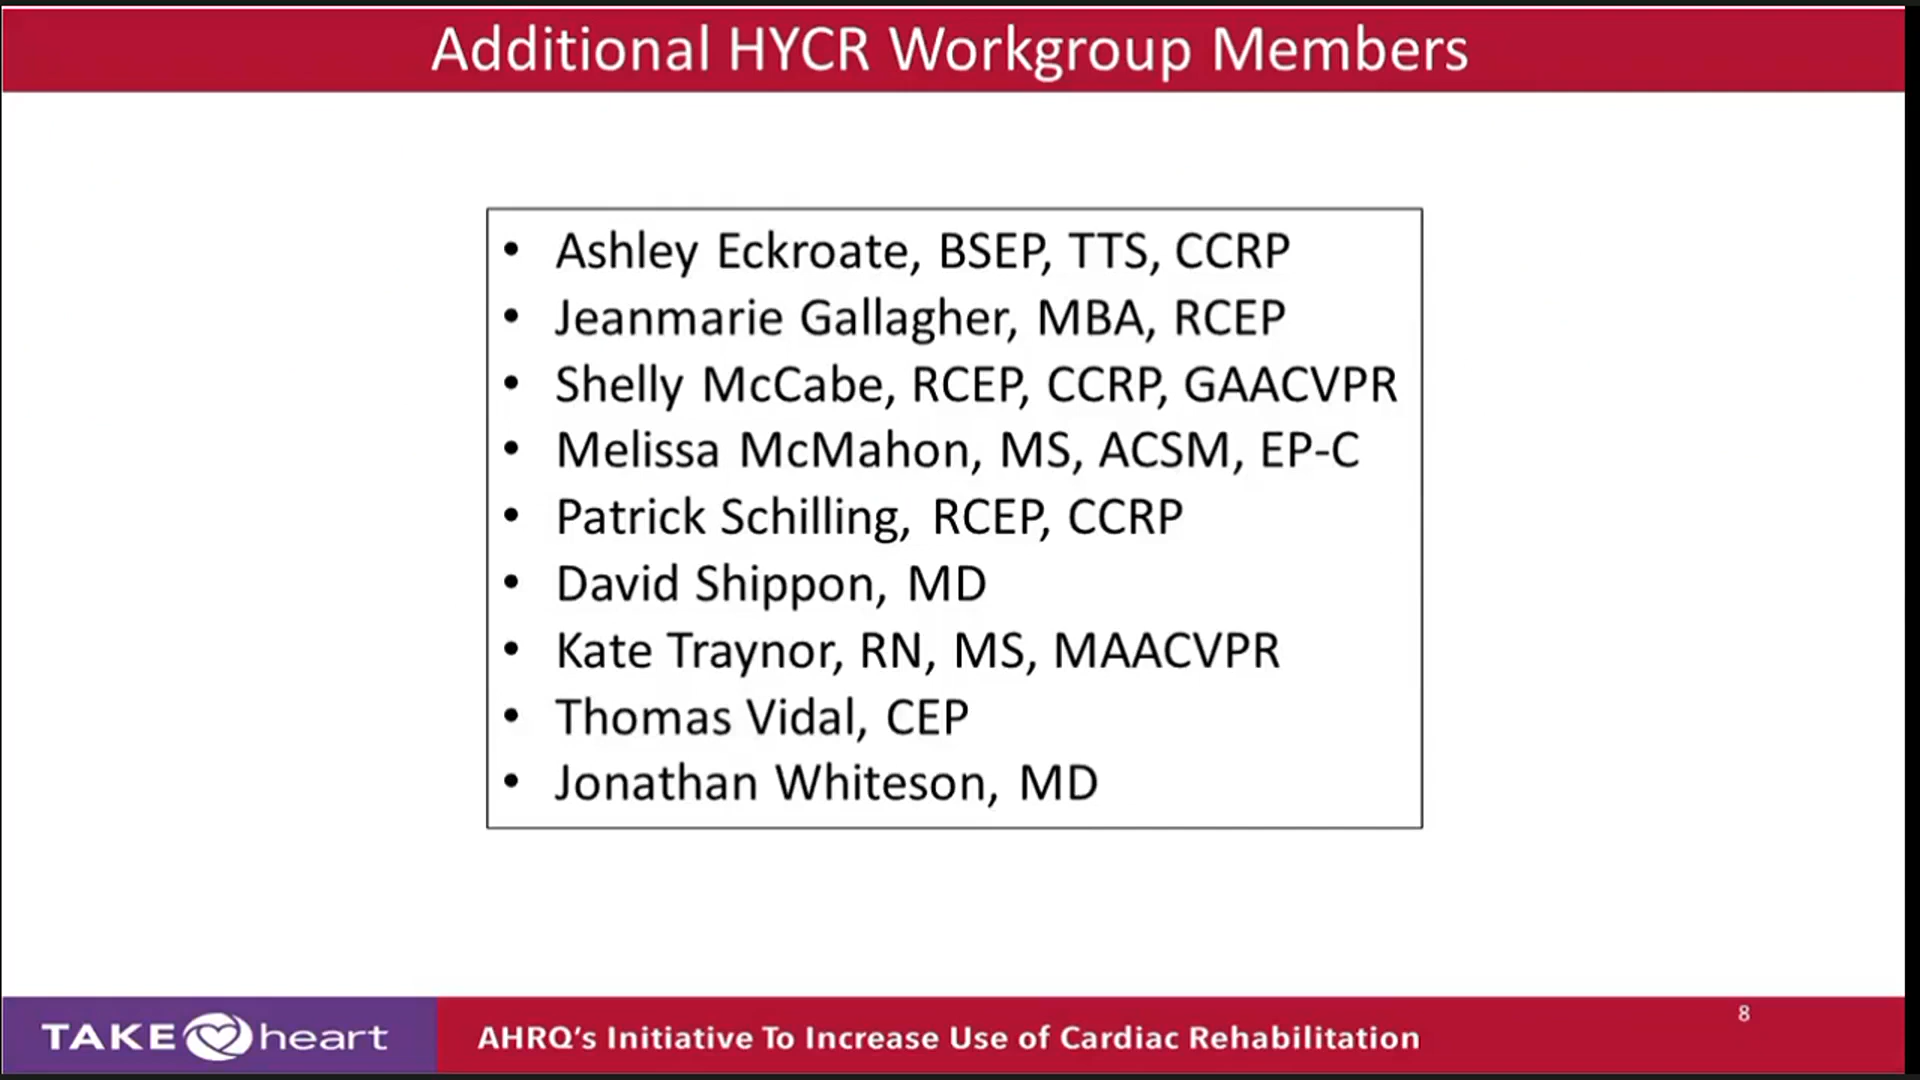 Additional HYCR Workgroup Members
• Ashley Eckroate, BSEP, TTS, CCRP
• Jeanmarie Gallagher, MBA, RCEP
• Shelly McCabe, RCEP, CCRP, GAACVPR
• Melissa McMahon, MS, ACSM, EP-C
• Patrick Schilling, RCEP, CCRP
• David Shippon, MD
• Kate Traynor, RN, MS, MAACVPR
• Thomas Vidal, CEP
• Jonathan Whiteson, MD
TAKE heart
AHRQ's Initiative To Increase Use of Cardiac Rehabilitation
8